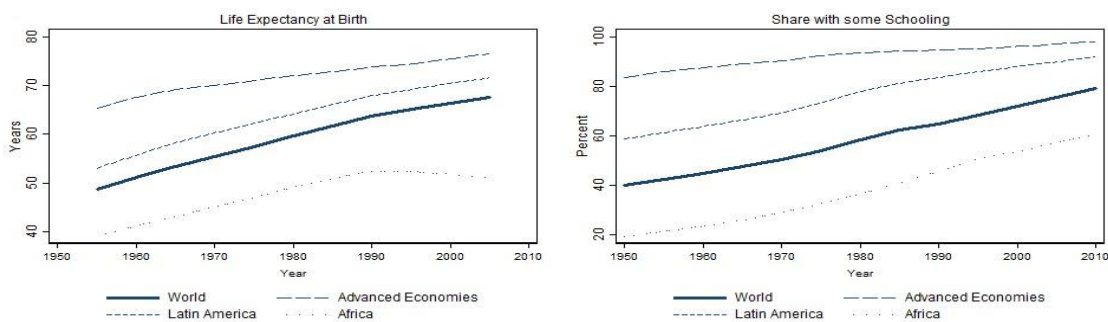 Life Expectancy at Birth
80
70
60
50
40
Years
1950 1960 1970 1980 1990 2000 2010
Year
World Advanced Economies
Latin America Africa
Share with some Schooling
100
80
60
40
20
Percent
1950 1960 1970 1980 1990 2000 2010
Year
World Advanced Economies
Latin America Africa